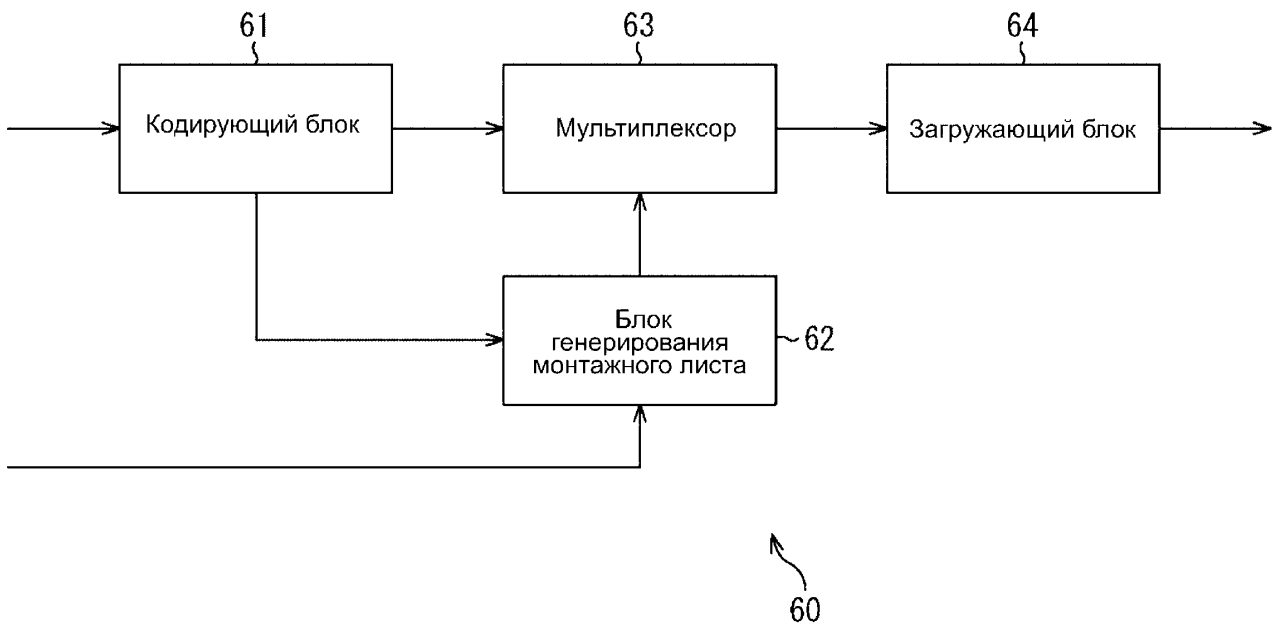 61
63
64
Кодирующий блок
Мультиплексор
Загружающий блок
Блок
генерирования
монтажного листа
62
60